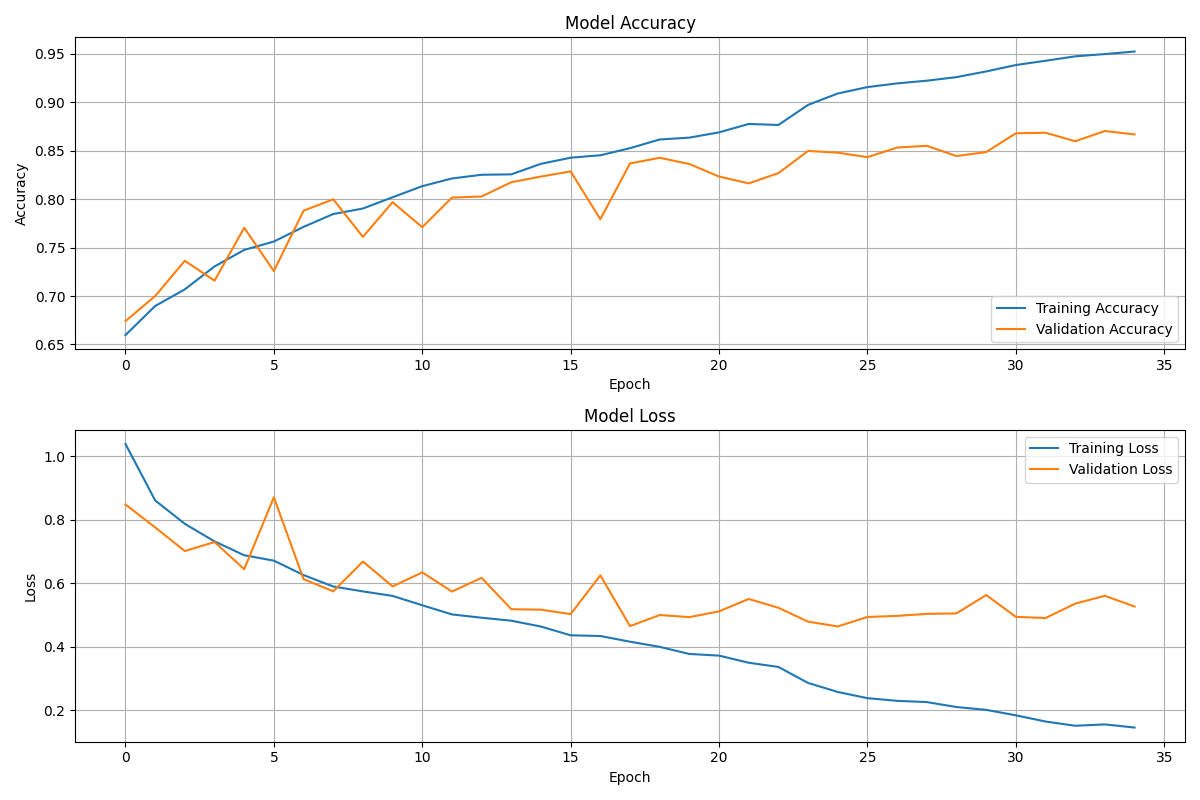 Model Accuracy
0.95
0.90
0.85
0.80
0.75
0.70
0.65
Accuracy
Training Accuracy
Validation Accuracy
0 5 10 15 20 25 30 35
Epoch
Model Loss
1.0
0.8
0.6
0.4
0.2
Loss
Training Loss
Validation Loss
0 5 10 15 20 25 30 35
Epoch